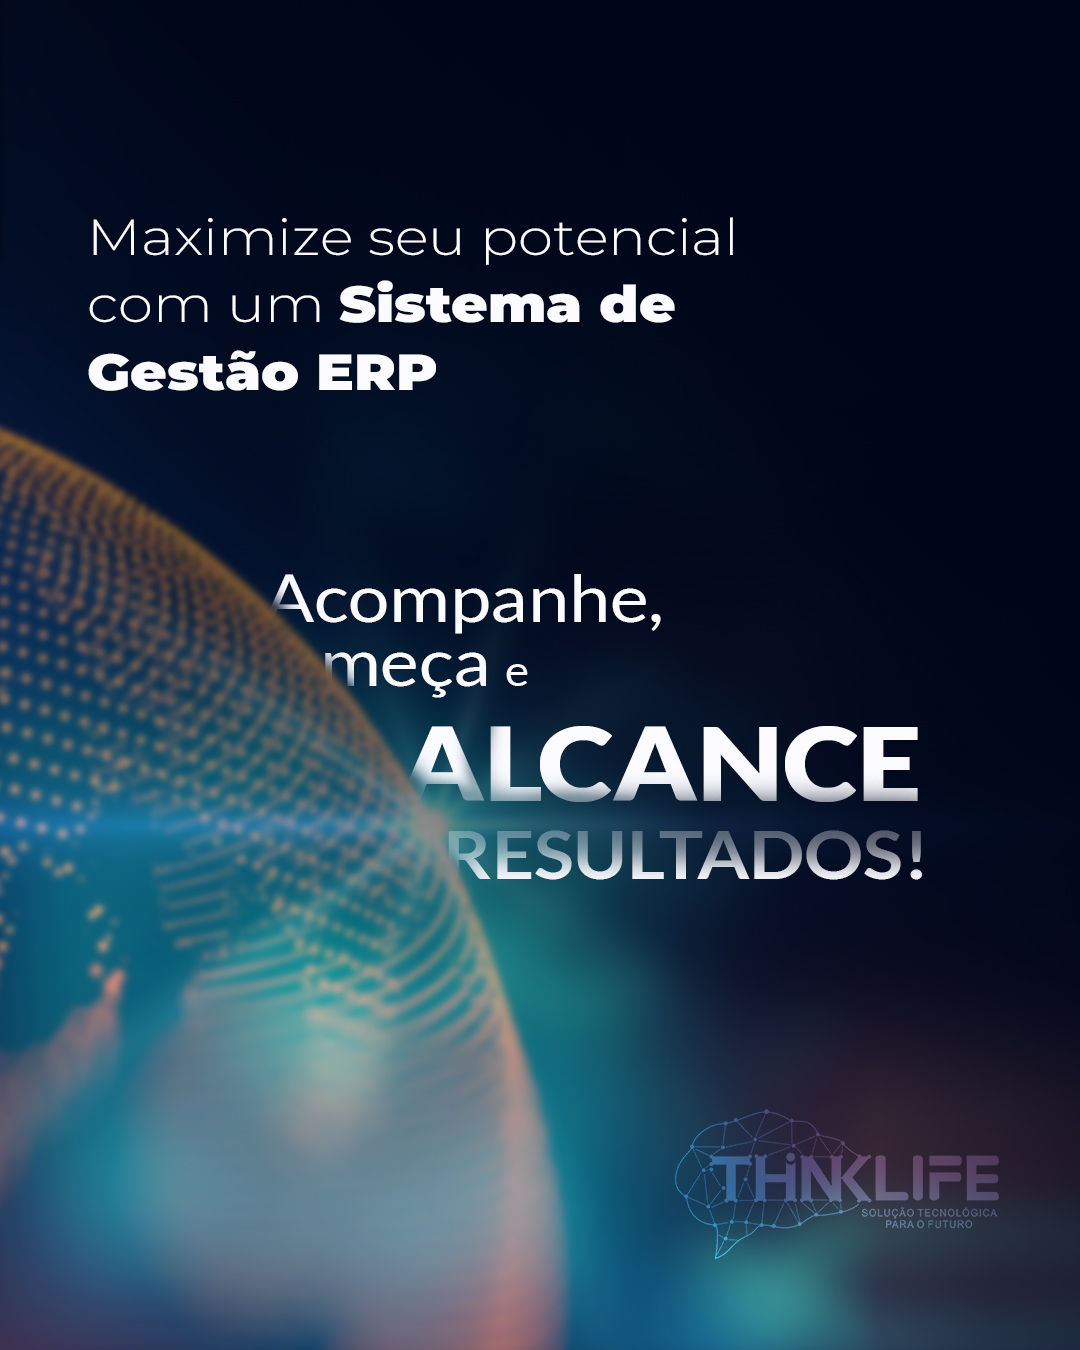 Maximize seu potencial
com um Sistema de
Gestão ERP
Acompanhe,
meça e
ALCANCE
RESULTADOS!
THINKLIFE
SOLUÇÃO TECNOLÓGICA
PARA O FUTURO